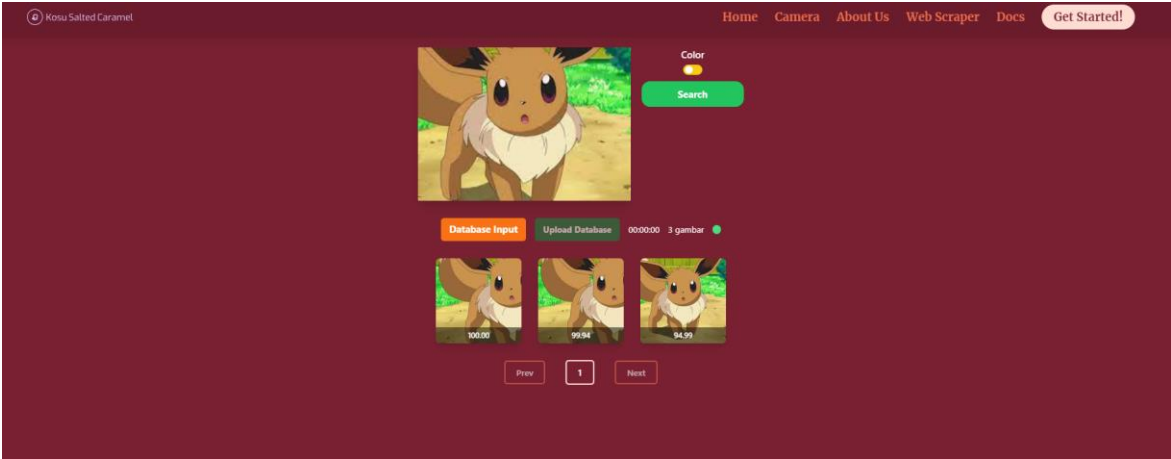 Kosu Salted Caramel
Home Camera About Us Web Scraper Docs Get Started!
Color
Search
Database Input Upload Database 00:00:00 3 gambar
100.00 99.94 94.99
Prev 1 Next